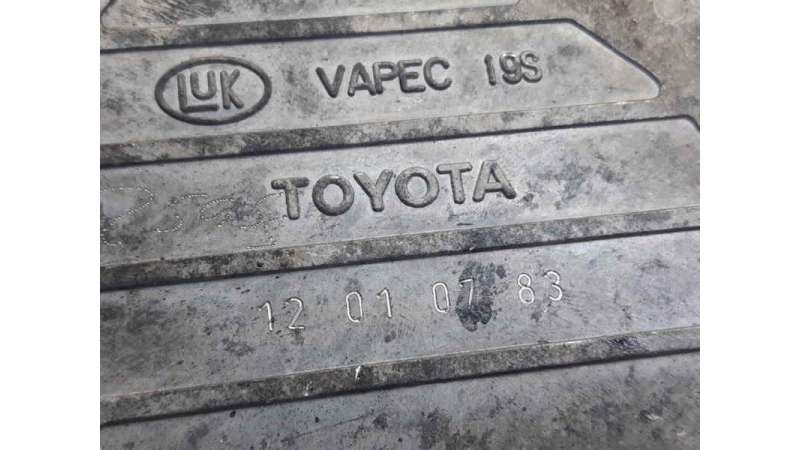 LUK VAPEC 19S
TOYOTA
12 01 07 83